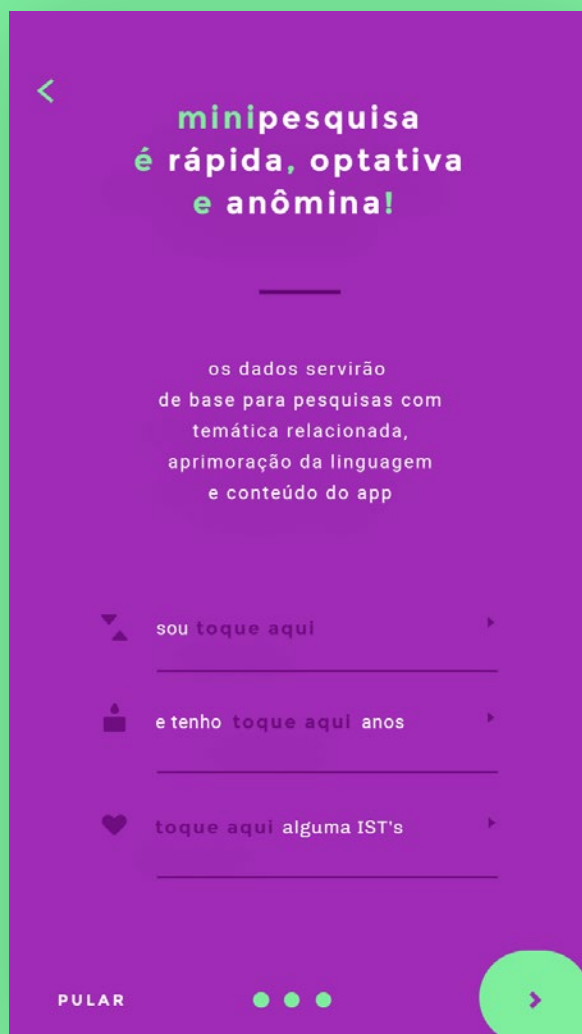 minipesquisa
é rápida, optativa
e anômina!
os dados servirão
de base para pesquisas com
temática relacionada,
aprimoração da linguagem
e conteúdo do app
sou toque aqui
e tenho toque aqui anos
toque aqui alguma IST's
PULAR